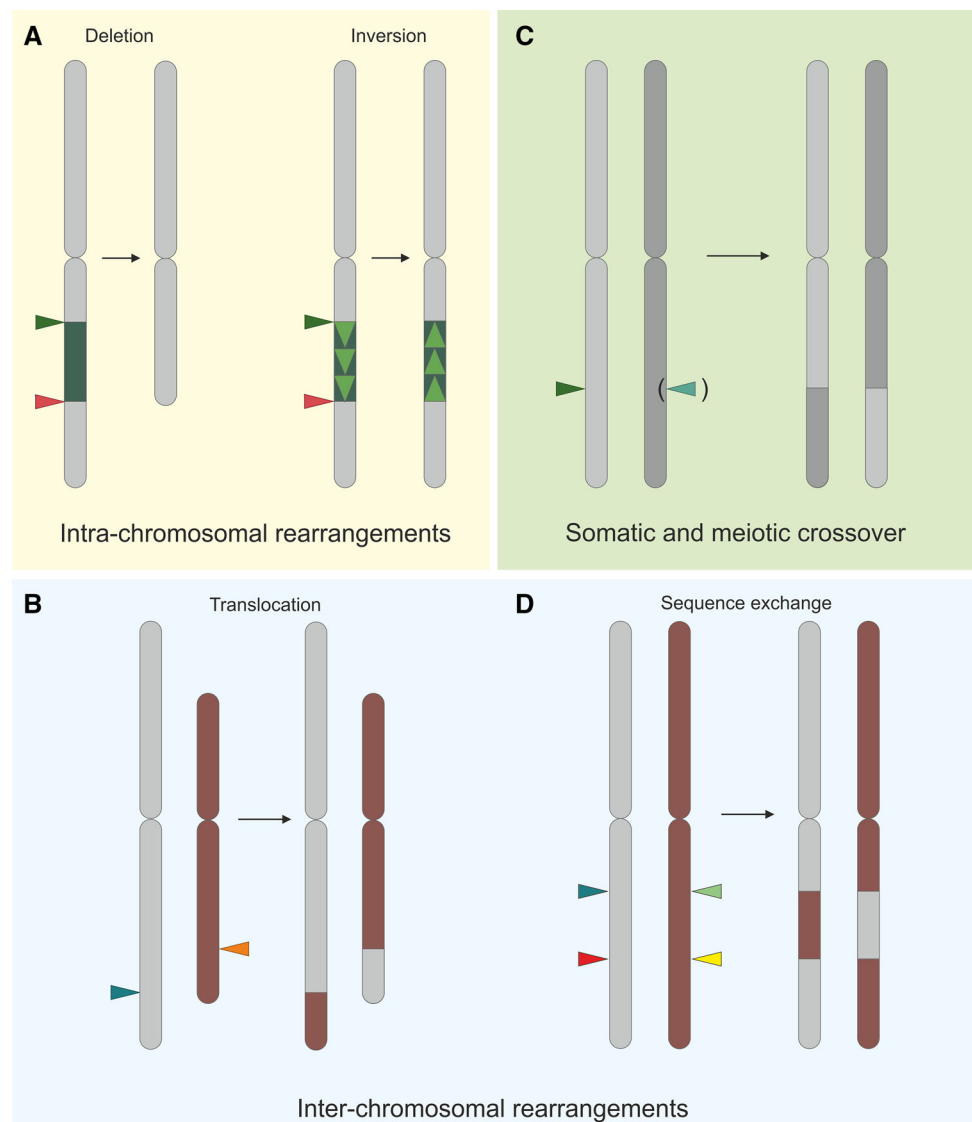 A
Deletion
Inversion
Intra-chromosomal rearrangements
C
( )
Somatic and meiotic crossover
B
Translocation
D
Sequence exchange
Inter-chromosomal rearrangements